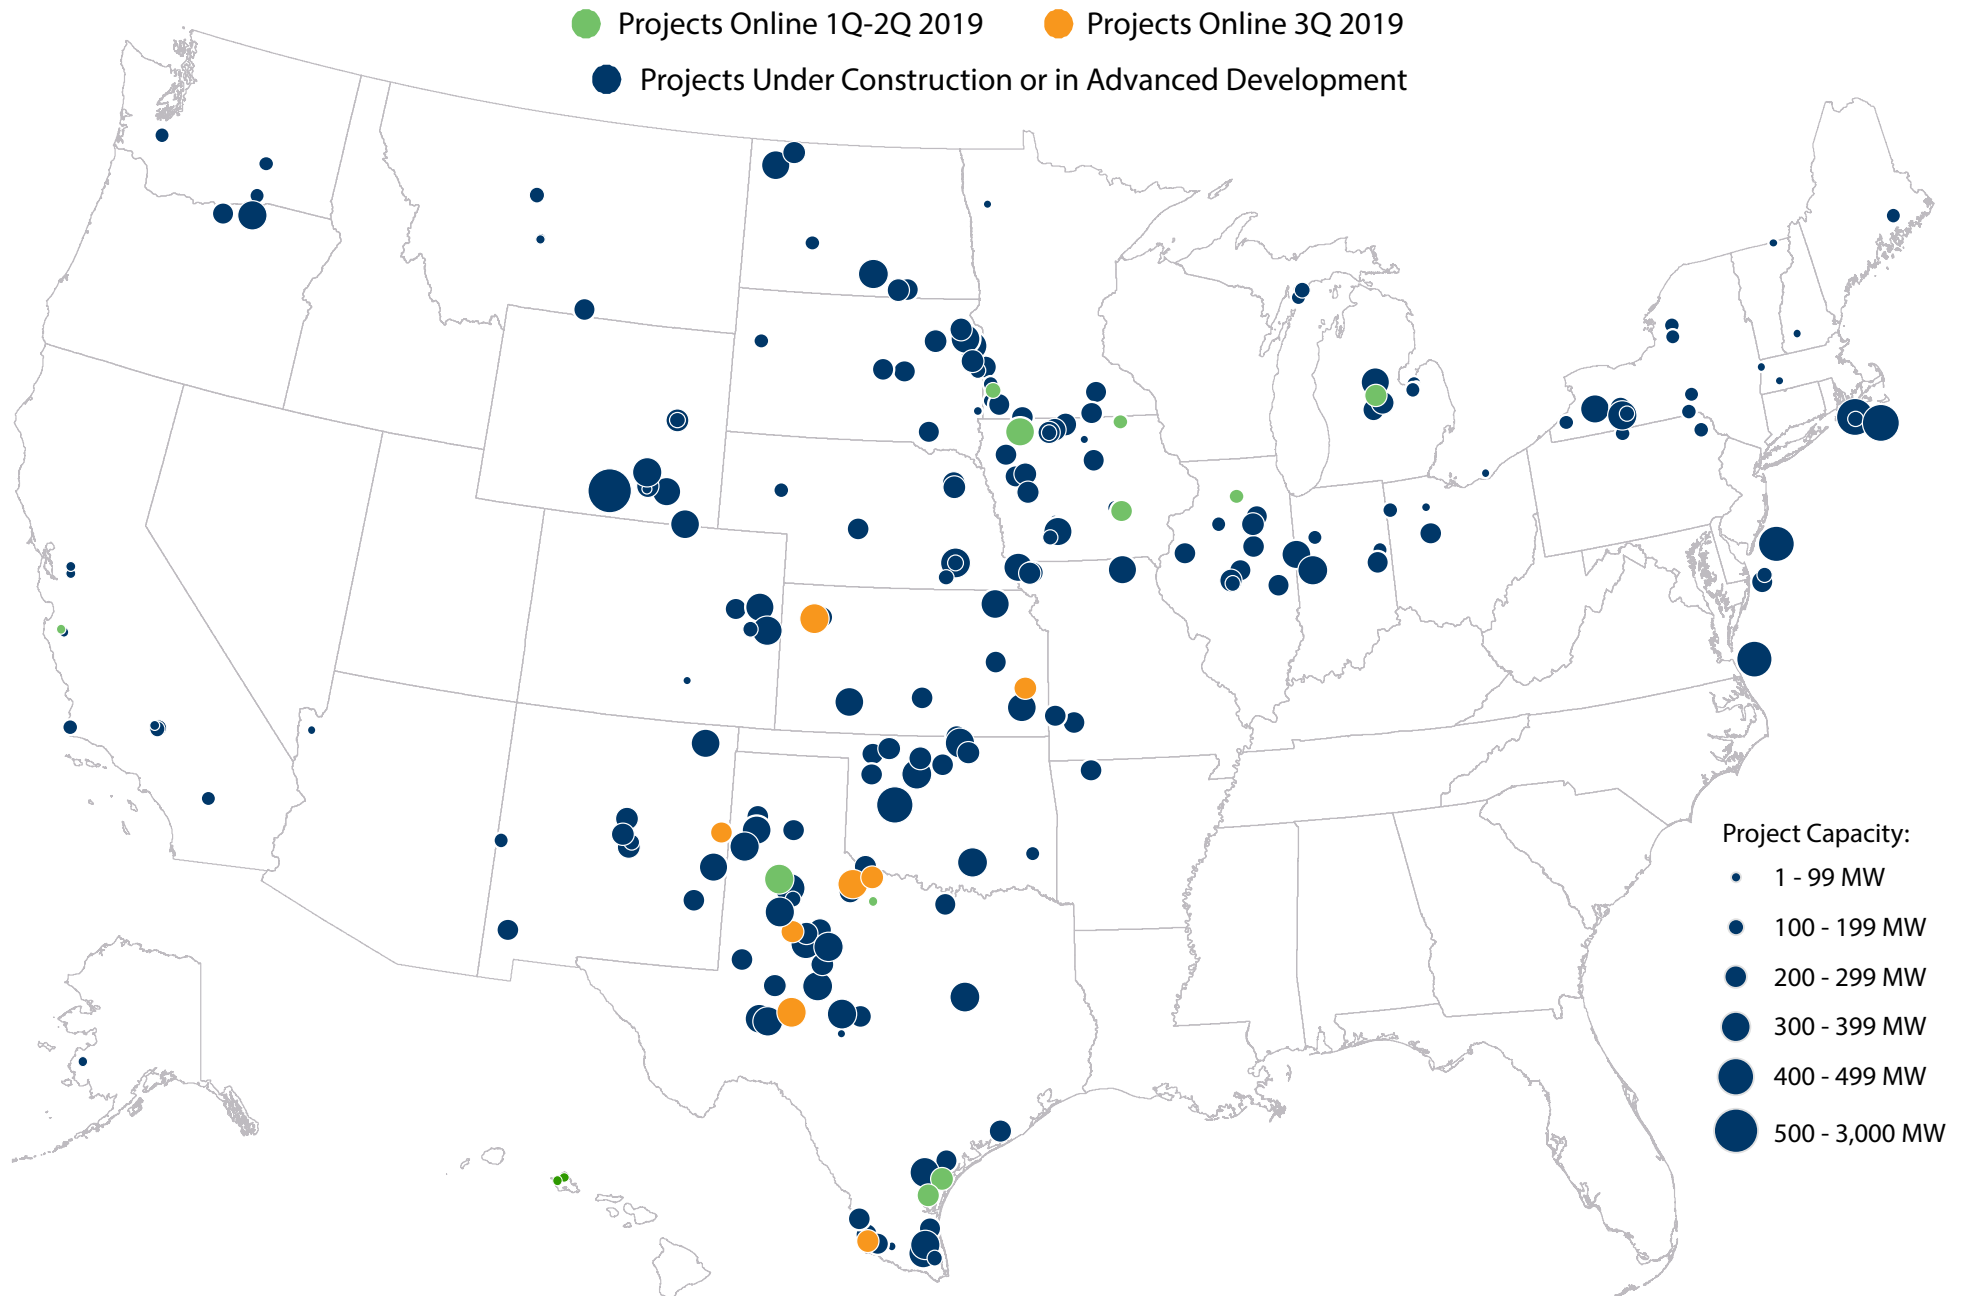 Projects Online 1Q-2Q 2019
Projects Online 3Q 2019
Projects Under Construction or in Advanced Development
Project Capacity:
1 - 99 MW
100 - 199 MW
200 - 299 MW
300 - 399 MW
400 - 499 MW
500 - 3,000 MW